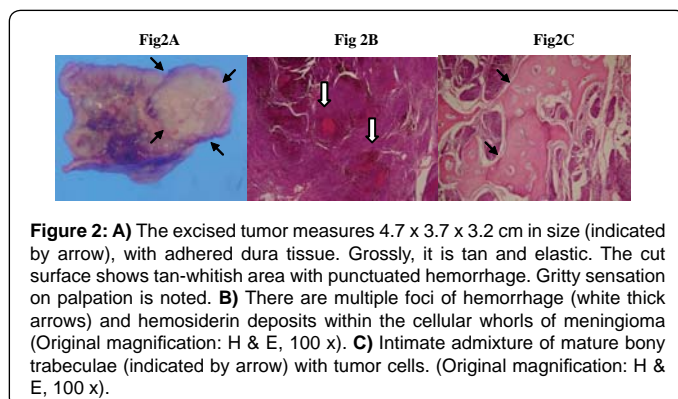 Fig2A Fig 2B Fig2C
Figure 2: A) The excised tumor measures 4.7 x 3.7 x 3.2 cm in size (indicated
by arrow), with adhered dura tissue. Grossly, it is tan and elastic. The cut
surface shows tan-whitish area with punctuated hemorrhage. Gritty sensation
on palpation is noted. B) There are multiple foci of hemorrhage (white thick
arrows) and hemosiderin deposits within the cellular whorls of meningioma
(Original magnification: H & E, 100 x). C) Intimate admixture of mature bony
trabeculae (indicated by arrow) with tumor cells. (Original magnification: H &
E, 100 x).